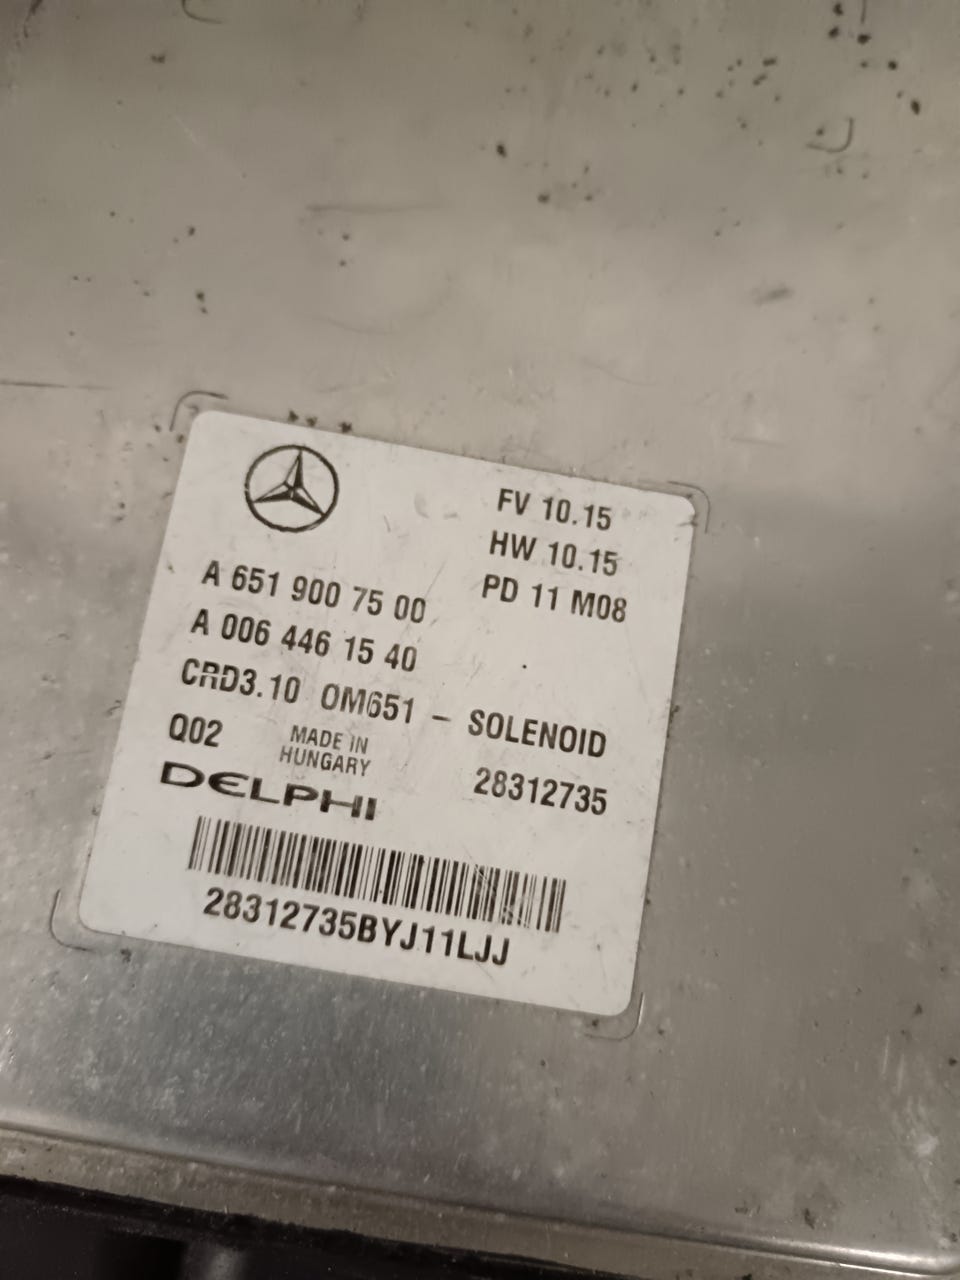 FV 10.15
HW 10.15
PD 11 M08
A 651 900 75 00
A 006 446 15 40
CRD3.10 OM651 - SOLENOID
Q02 MADE IN HUNGARY 28312735
DELPHI
28312735BYJ11LJJ